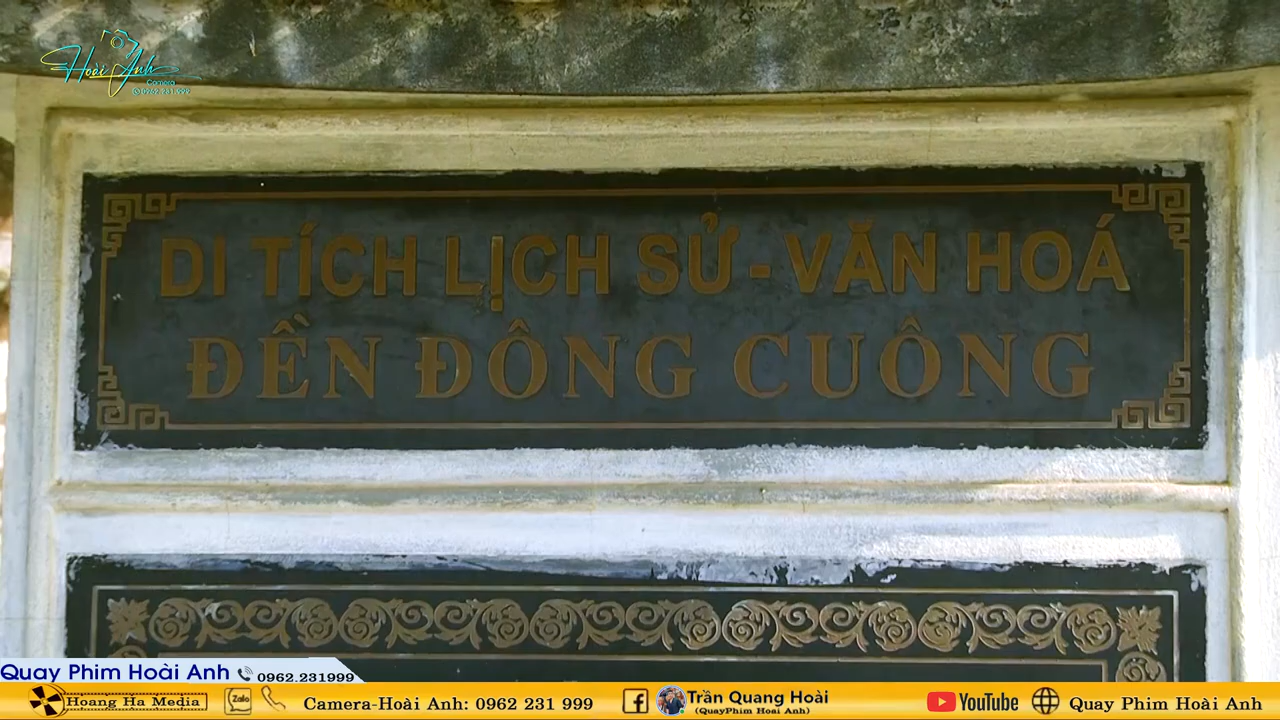 Hoài Anh
Camera
0962.231.999
DI TÍCH LỊCH SỬ - VĂN HOÁ
ĐỀN ĐÔNG CUÔNG
Quay Phim Hoài Anh 0962.231999
Hoang Ha Media Zalo Camera-Hoài Anh: 0962 231 999 Trần Quang Hoài YouTube Quay Phim Hoài Anh
(QuayPhim Hoai Anh)